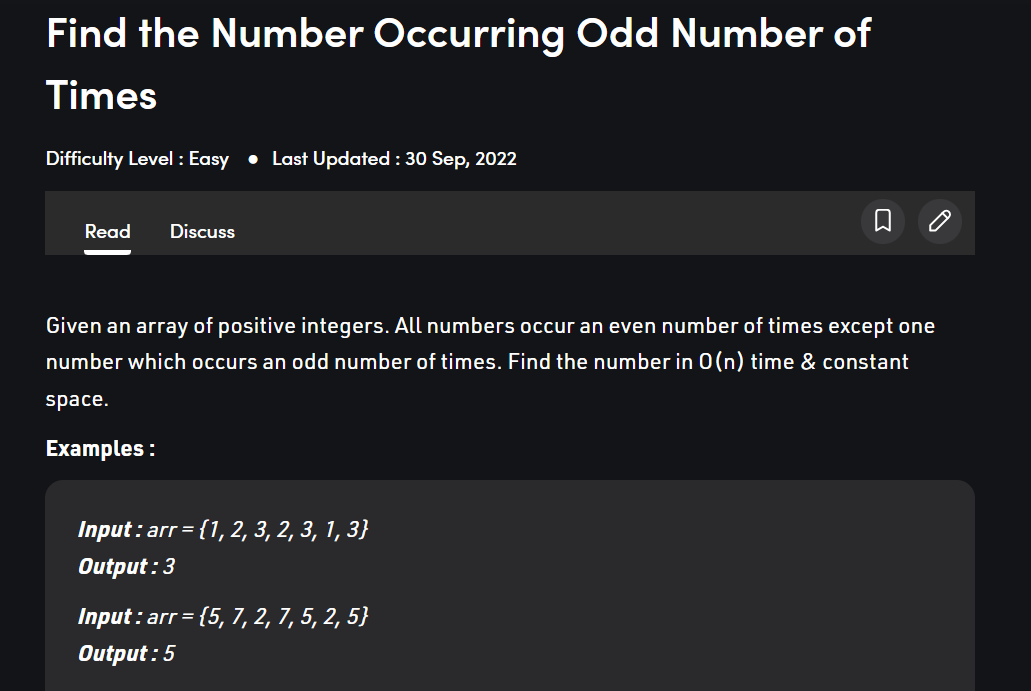 Find the Number Occurring Odd Number of
Times
Difficulty Level : Easy ● Last Updated : 30 Sep, 2022
Read Discuss
Given an array of positive integers. All numbers occur an even number of times except one
number which occurs an odd number of times. Find the number in O(n) time & constant
space.
Examples :
Input : arr = {1, 2, 3, 2, 3, 1, 3}
Output : 3
Input : arr = {5, 7, 2, 7, 5, 2, 5}
Output : 5